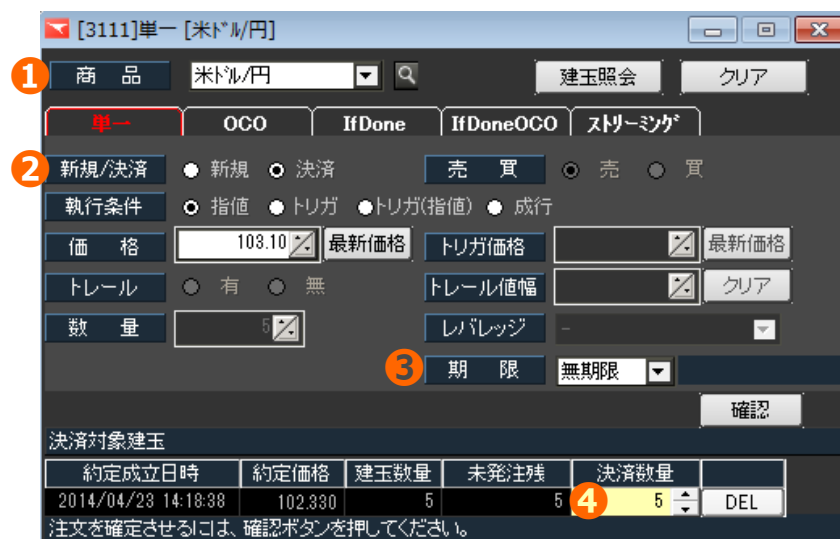 [3111]単一 [米ﾄﾞﾙ/円]
1 商 品 米ﾄﾞﾙ/円 建玉照会 クリア
単一 OCO IfDone IfDoneOCO ｽﾄﾘｰﾐﾝｸﾞ
2 新規/決済 新規 決済 売 買 売 買
執行条件 指値 トリガ トリガ(指値) 成行
価 格 103.10 最新価格 トリガ価格 最新価格
トレール 有 無 トレール値幅 クリア
数 量 5 レバレッジ -
3 期 限 無期限
確認
決済対象建玉
約定成立日時 約定価格 建玉数量 未発注残 決済数量
2014/04/23 14:18:38 102.330 5 5 4 5 DEL
注文を確定させるには、確認ボタンを押してください。